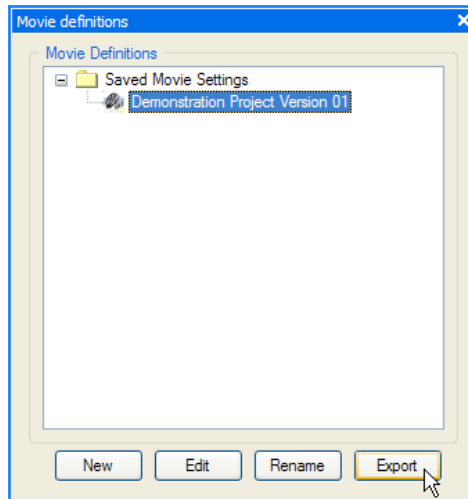 Movie definitions
Movie Definitions
Saved Movie Settings
Demonstration Project Version 01
New Edit Rename Export